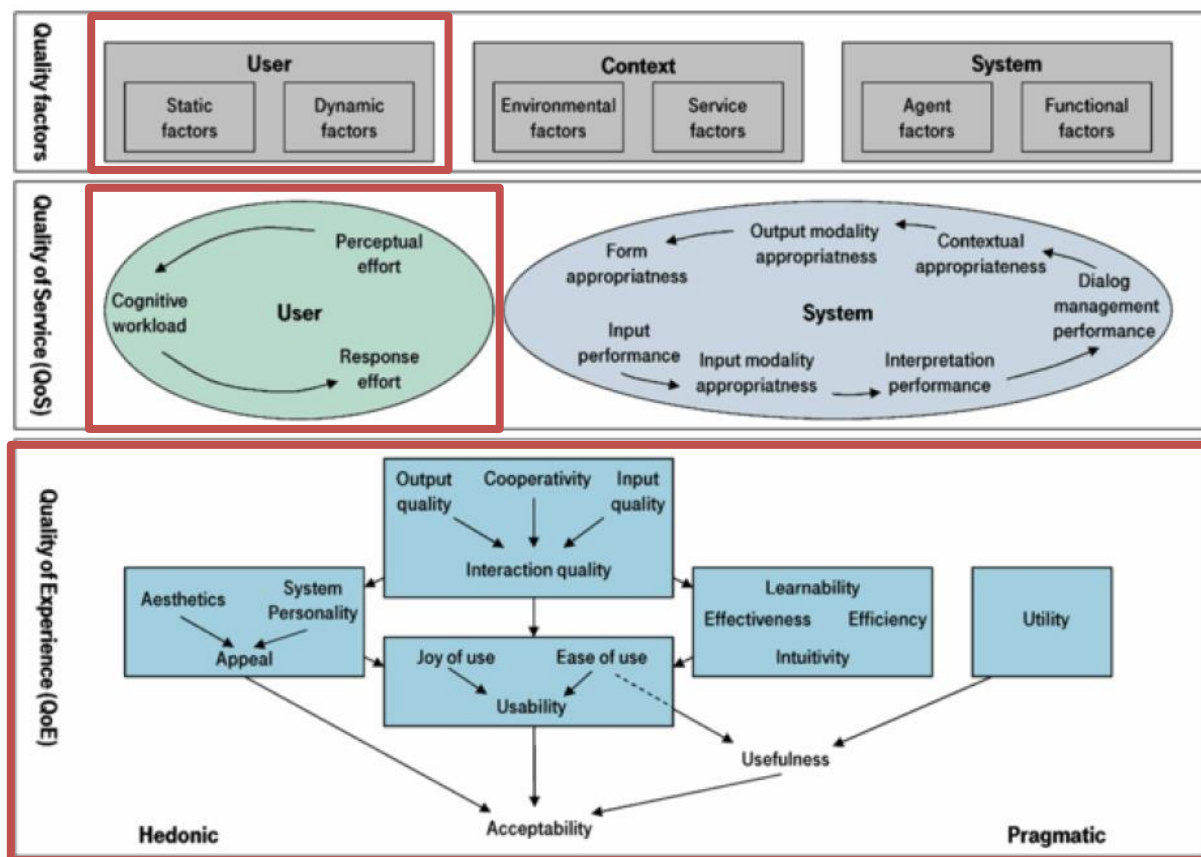 Quality factors
User
Static
factors
Dynamic
factors
Context
Environmental
factors
Service
factors
System
Agent
factors
Functional
factors
Quality of Service (QoS)
Perceptual
effort
Cognitive
workload
User
Response
effort
Form
appropriatness
Output modality
appropriatness
Contextual
appropriateness
Dialog
management
performance
System
Input
performance
Input modality
appropriatness
Interpretation
performance
Quality of Experience (QoE)
Output
quality
Cooperativity
Input
quality
Interaction quality
Aesthetics
System
Personality
Appeal
Learnability
Effectiveness
Efficiency
Intuitivity
Utility
Joy of use
Ease of use
Usability
Usefulness
Acceptability
Hedonic
Pragmatic